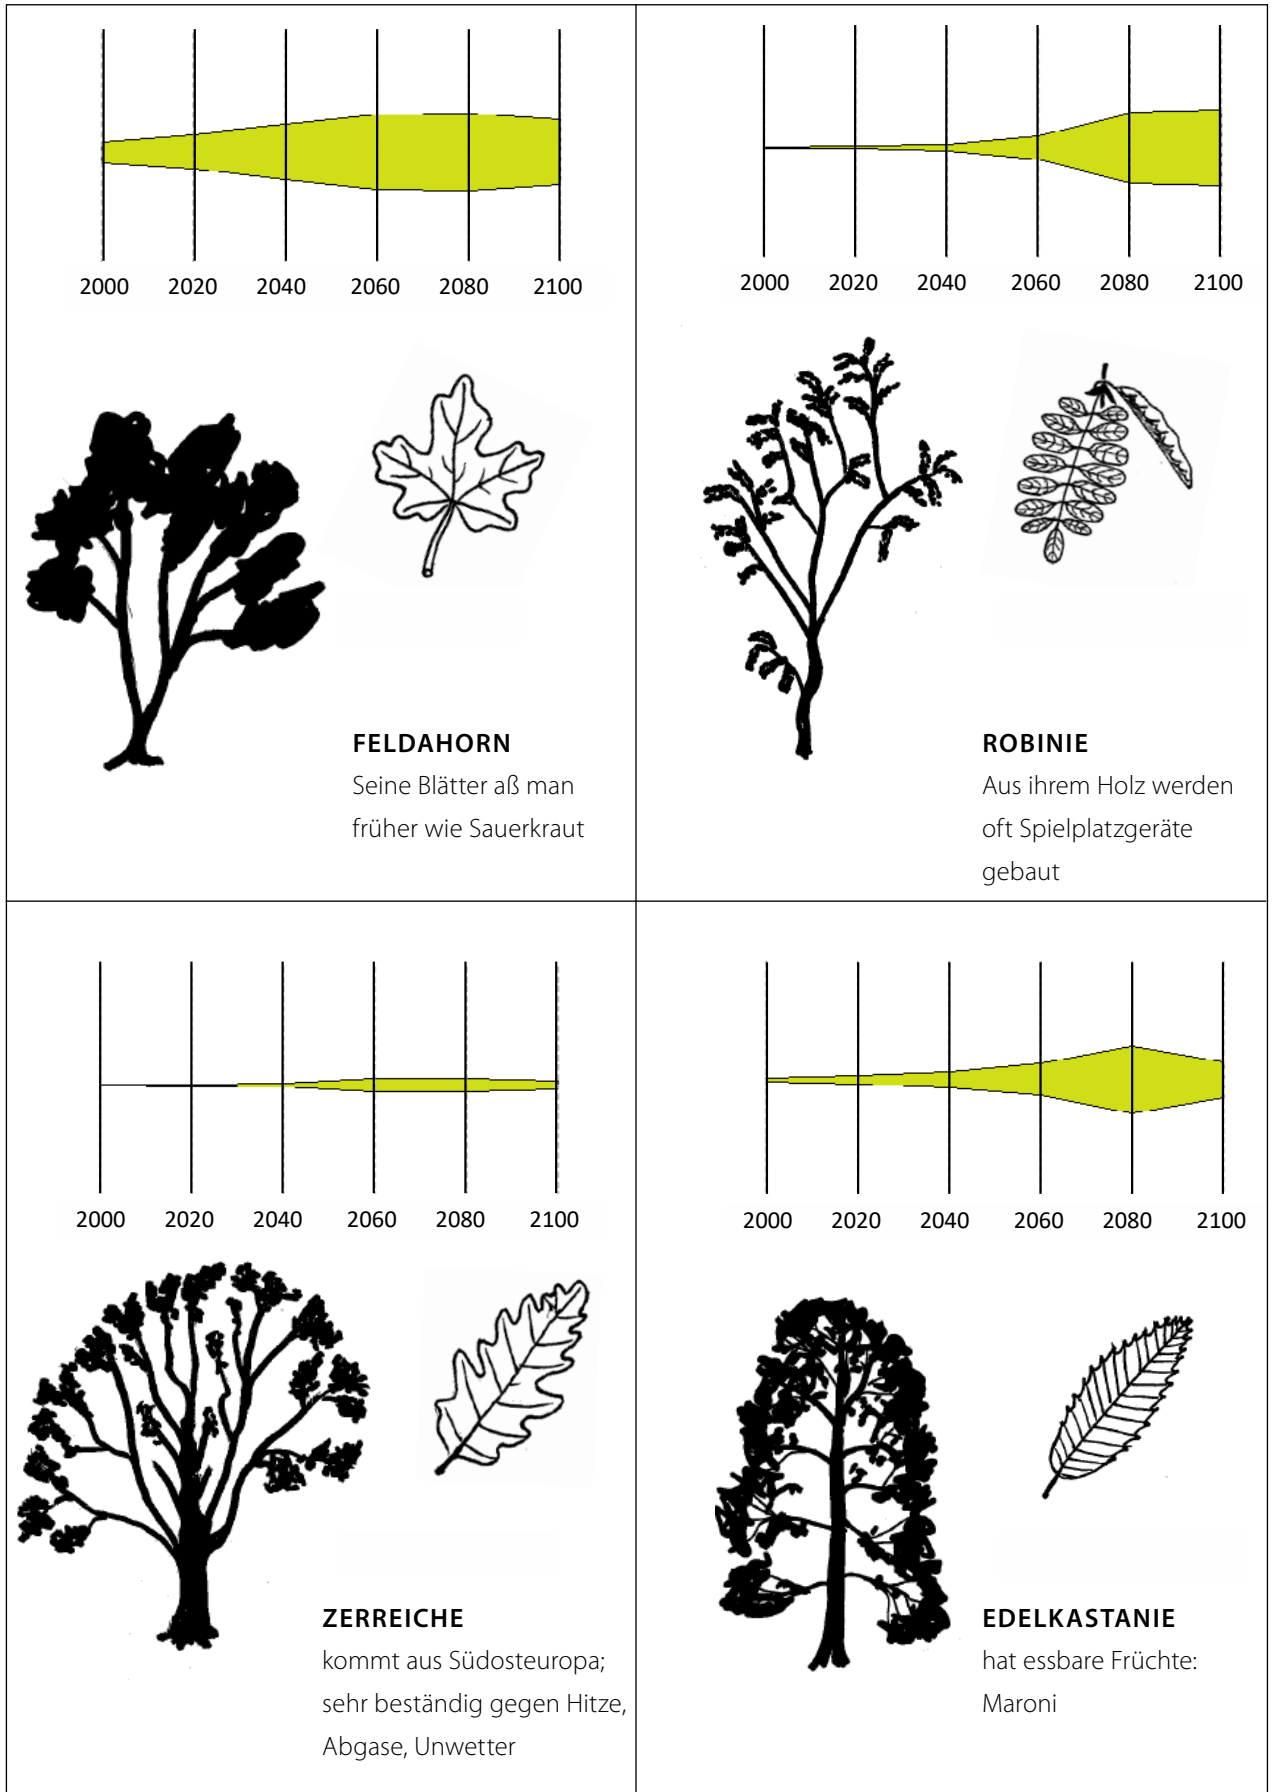 2000 2020 2040 2060 2080 2100
FELDAHORN
Seine Blätter aß man
früher wie Sauerkraut
2000 2020 2040 2060 2080 2100
ROBINIE
Aus ihrem Holz werden
oft Spielplatzgeräte
gebaut
2000 2020 2040 2060 2080 2100
ZERREICHE
kommt aus Südosteuropa;
sehr beständig gegen Hitze,
Abgase, Unwetter
2000 2020 2040 2060 2080 2100
EDELKASTANIE
hat essbare Früchte:
Maroni